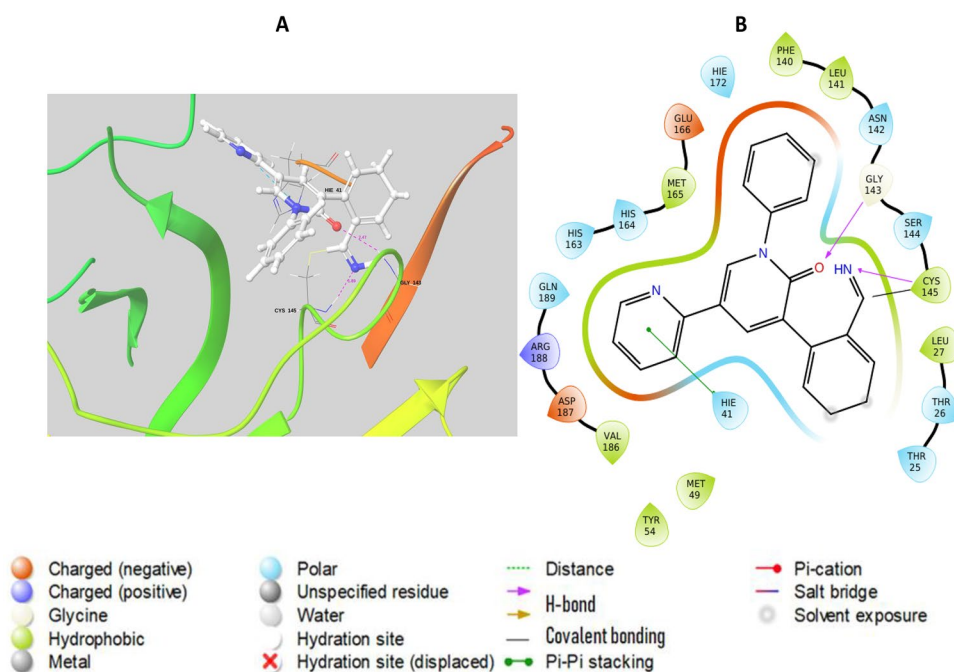 A
B
HIE 41
GLY 143
CYS 145
PHE
140
LEU
141
HIE
172
ASN
142
GLU
166
GLY
143
MET
165
SER
144
HIS
164
HIS
163
N
O
HN
CYS
145
GLN
189
N
ARG
188
LEU
27
ASP
187
HIE
41
THR
26
VAL
186
THR
25
MET
49
TYR
54
Charged (negative)
Charged (positive)
Glycine
Hydrophobic
Metal
Polar
Unspecified residue
Water
Hydration site
Hydration site (displaced)
Distance
H-bond
Covalent bonding
Pi-Pi stacking
Pi-cation
Salt bridge
Solvent exposure